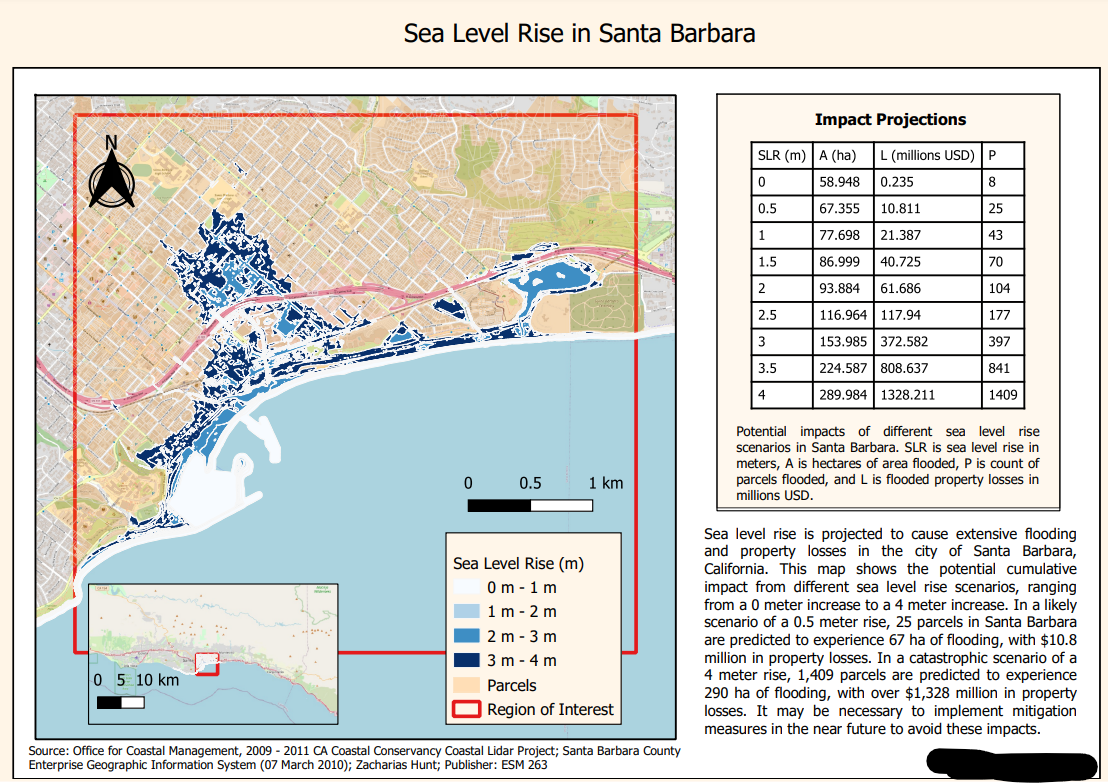 Sea Level Rise in Santa Barbara
N
0 0.5 1 km
Sea Level Rise (m)
0 m - 1 m
1 m - 2 m
2 m - 3 m
3 m - 4 m
Parcels
Region of Interest
0 5 10 km
Source: Office for Coastal Management, 2009 - 2011 CA Coastal Conservancy Coastal Lidar Project; Santa Barbara County
Enterprise Geographic Information System (07 March 2010); Zacharias Hunt; Publisher: ESM 263
Impact Projections
SLR (m) A (ha) L (millions USD) P
0 58.948 0.235 8
0.5 67.355 10.811 25
1 77.698 21.387 43
1.5 86.999 40.725 70
2 93.884 61.686 104
2.5 116.964 117.94 177
3 153.985 372.582 397
3.5 224.587 808.637 841
4 289.984 1328.211 1409
Potential impacts of different sea level rise
scenarios in Santa Barbara. SLR is sea level rise in
meters, A is hectares of area flooded, P is count of
parcels flooded, and L is flooded property losses in
millions USD.
Sea level rise is projected to cause extensive flooding
and property losses in the city of Santa Barbara,
California. This map shows the potential cumulative
impact from different sea level rise scenarios, ranging
from a 0 meter increase to a 4 meter increase. In a likely
scenario of a 0.5 meter rise, 25 parcels in Santa Barbara
are predicted to experience 67 ha of flooding, with $10.8
million in property losses. In a catastrophic scenario of a
4 meter rise, 1,409 parcels are predicted to experience
290 ha of flooding, with over $1,328 million in property
losses. It may be necessary to implement mitigation
measures in the near future to avoid these impacts.